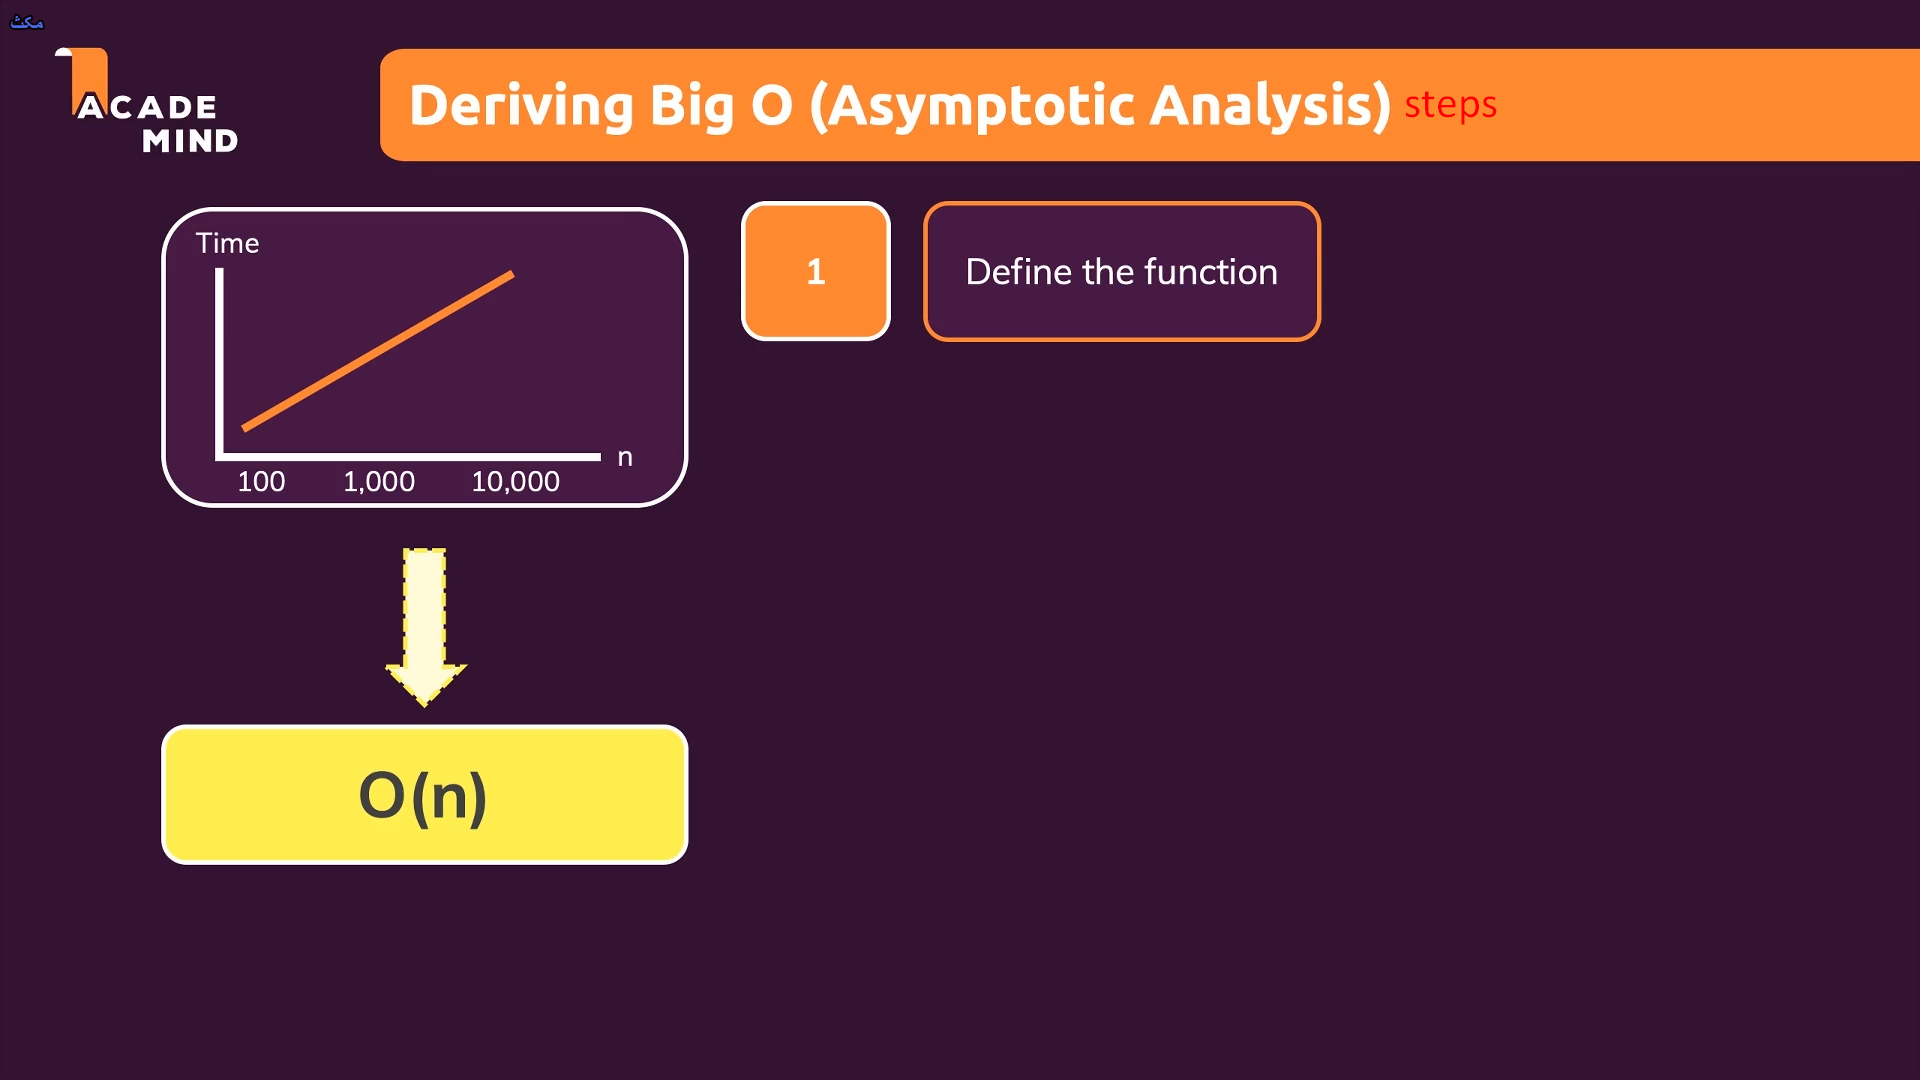 مكث
ACADE
MIND
Deriving Big O (Asymptotic Analysis) steps
Time
n
100 1,000 10,000
1
Define the function
O(n)